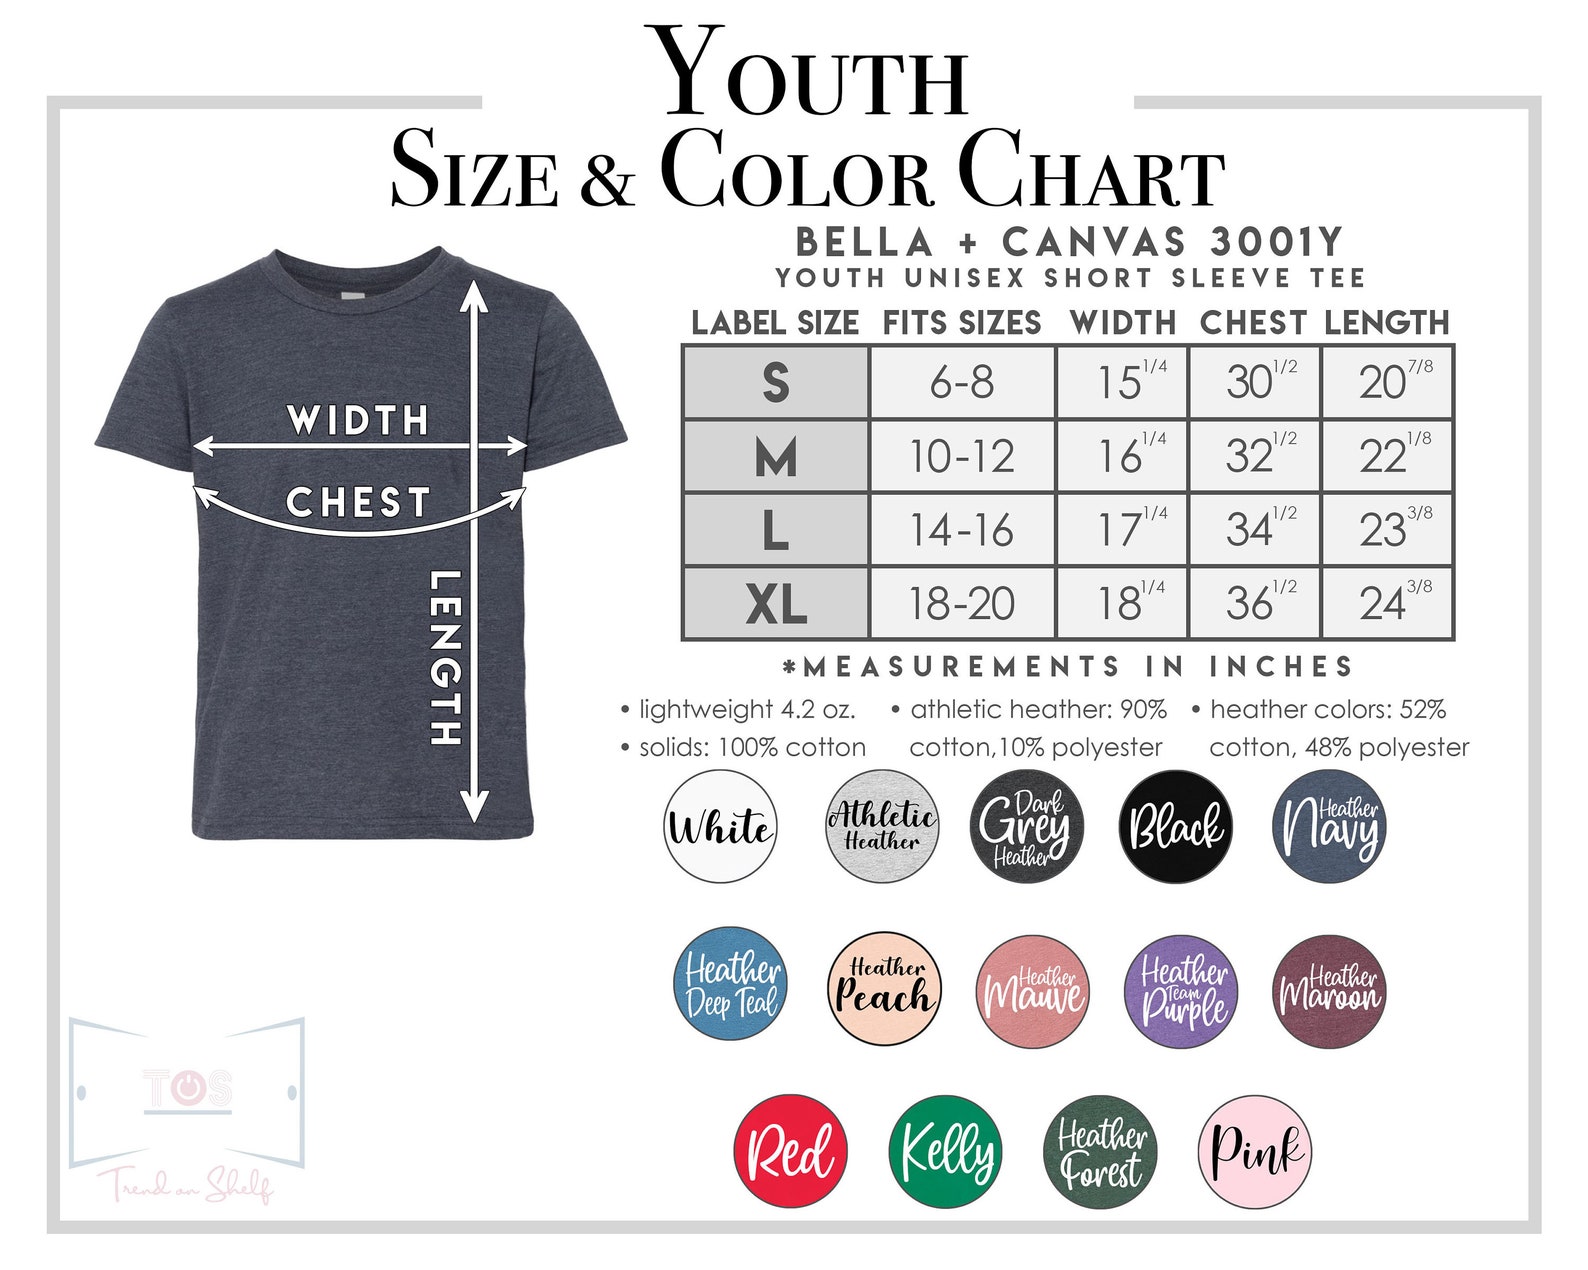 YOUTH
SIZE & COLOR CHART
BELLA + CANVAS 3001Y
YOUTH UNISEX SHORT SLEEVE TEE
LABEL SIZE FITS SIZES WIDTH CHEST LENGTH
S 6-8 15 1/4 30 1/2 20 7/8
M 10-12 16 1/4 32 1/2 22 1/8
L 14-16 17 1/4 34 1/2 23 3/8
XL 18-20 18 1/4 36 1/2 24 3/8
*MEASUREMENTS IN INCHES
• lightweight 4.2 oz.
• solids: 100% cotton
• athletic heather: 90%
cotton,10% polyester
• heather colors: 52%
cotton, 48% polyester
WIDTH
CHEST
LENGTH
White
Athletic
Heather
Dark
Grey
Heather
Black
Heather
Navy
Heather
Deep Teal
Heather
Peach
Heather
Mauve
Heather
Team
Purple
Heather
Maroon
Red
Kelly
Heather
Forest
Pink
TOS
Trend on Shelf